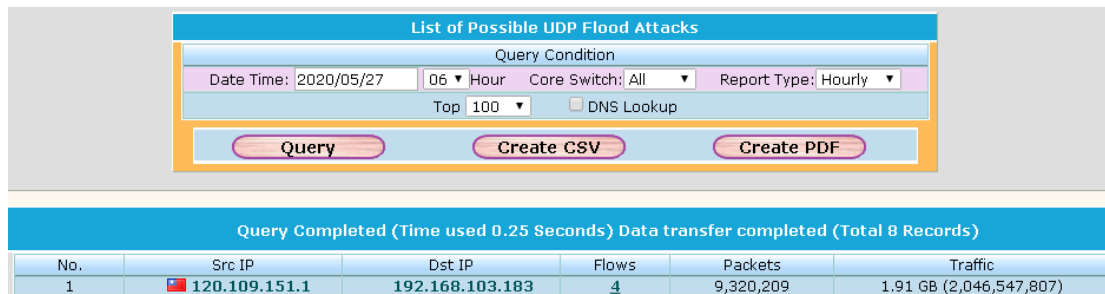 List of Possible UDP Flood Attacks
Query Condition
Date Time: 2020/05/27 06 Hour Core Switch: All Report Type: Hourly
Top 100 DNS Lookup
Query Create CSV Create PDF
Query Completed (Time used 0.25 Seconds) Data transfer completed (Total 8 Records)
No. Src IP Dst IP Flows Packets Traffic
1 120.109.151.1 192.168.103.183 4 9,320,209 1.91 GB (2,046,547,807)